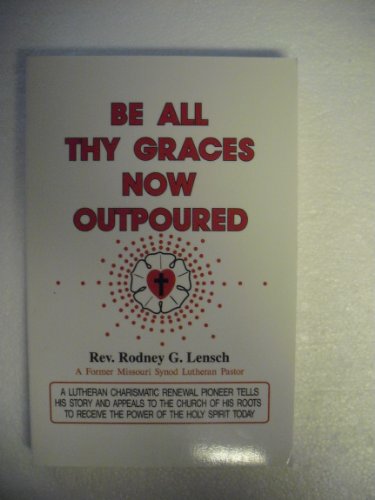 BE ALL
THY GRACES
NOW
OUTPOURED
Rev. Rodney G. Lensch
A Former Missouri Synod Lutheran Pastor
A LUTHERAN CHARISMATIC RENEWAL PIONEER TELLS
HIS STORY AND APPEALS TO THE CHURCH OF HIS ROOTS
TO RECEIVE THE POWER OF THE HOLY SPIRIT TODAY